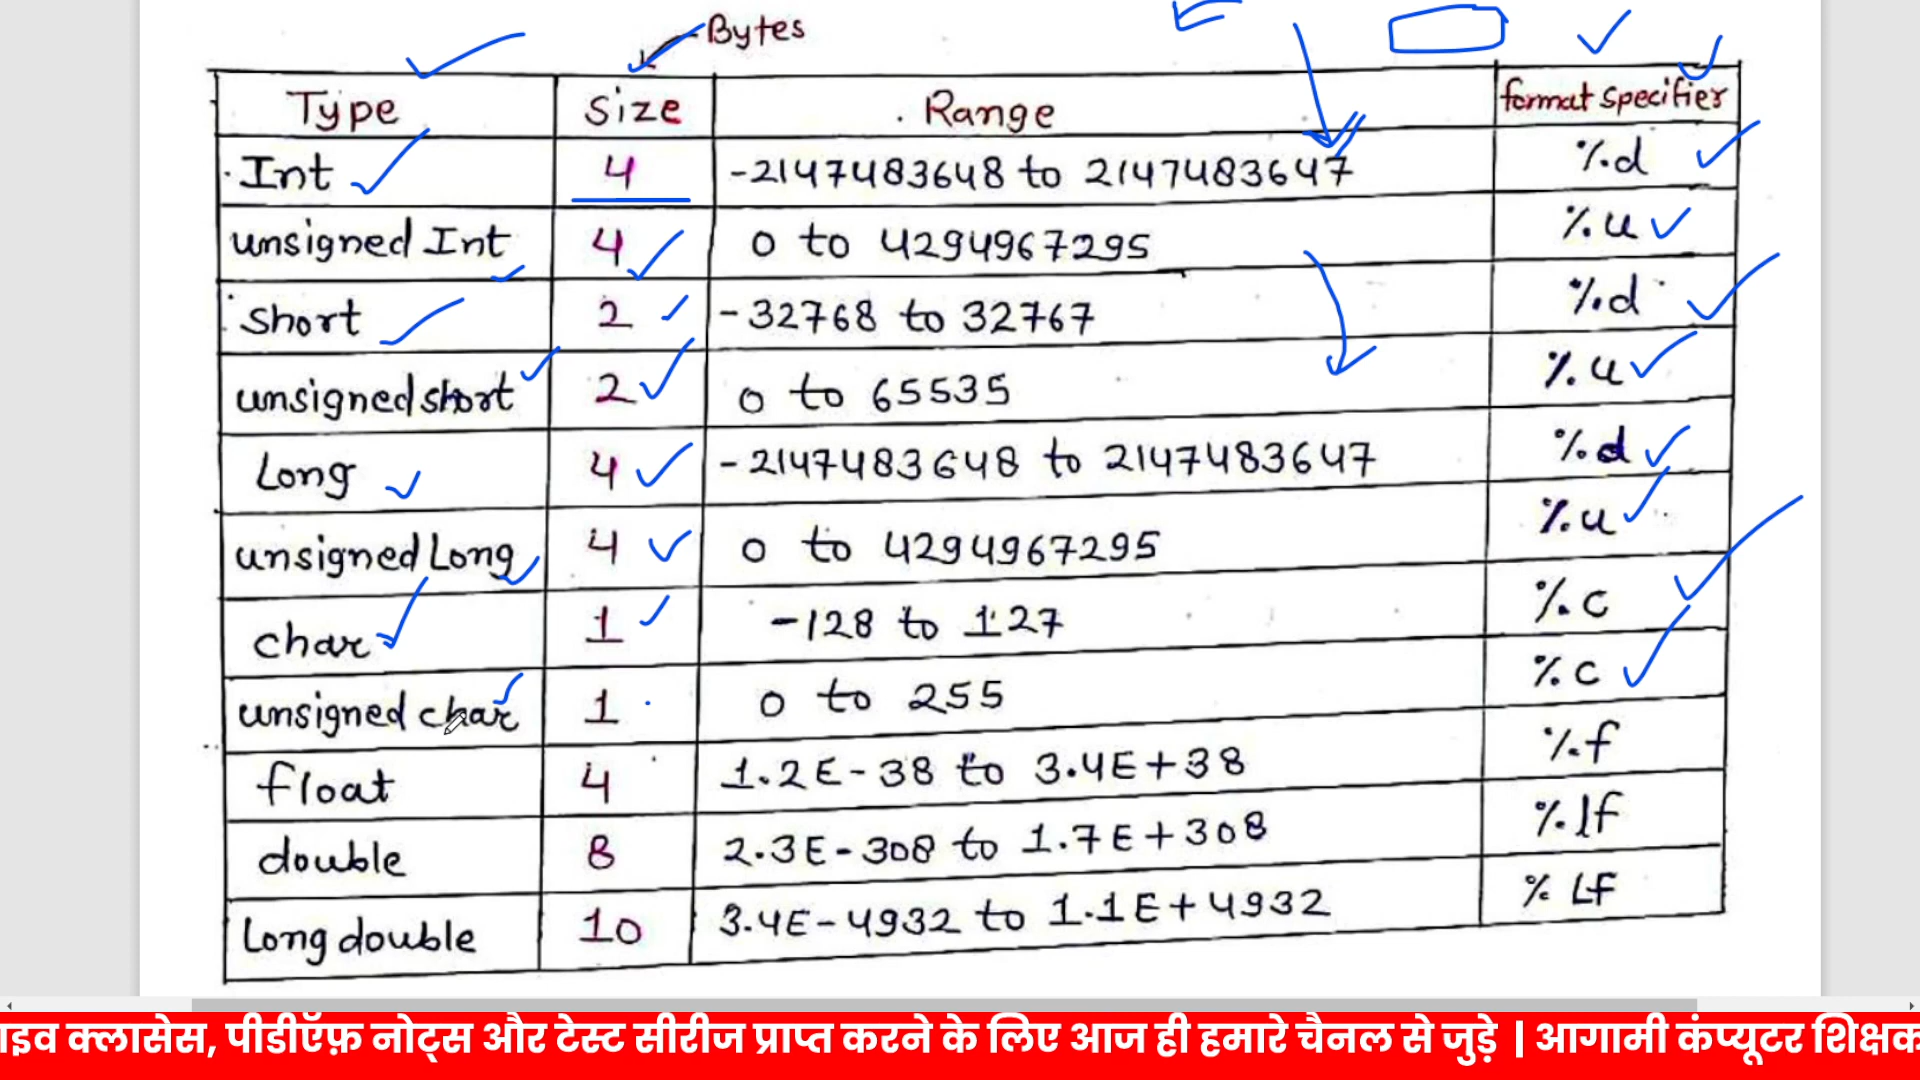 Bytes
Type Size Range format specifier
Int 4 -2147483648 to 2147483647 %d
unsigned Int 4 0 to 4294967295 %u
short 2 -32768 to 32767 %d
unsigned short 2 0 to 65535 %u
Long 4 -2147483648 to 2147483647 %d
unsigned Long 4 0 to 4294967295 %u
char 1 -128 to 127 %c
unsigned char 1 0 to 255 %c
float 4 1.2E-38 to 3.4E+38 %f
double 8 2.3E-308 to 1.7E+308 %lf
Long double 10 3.4E-4932 to 1.1E+4932 %LF
क्लासेस, पीडीऍफ़ नोट्स और टेस्ट सीरीज प्राप्त करने के लिए आज ही हमारे चैनल से जुड़े | आगामी कंप्यूटर